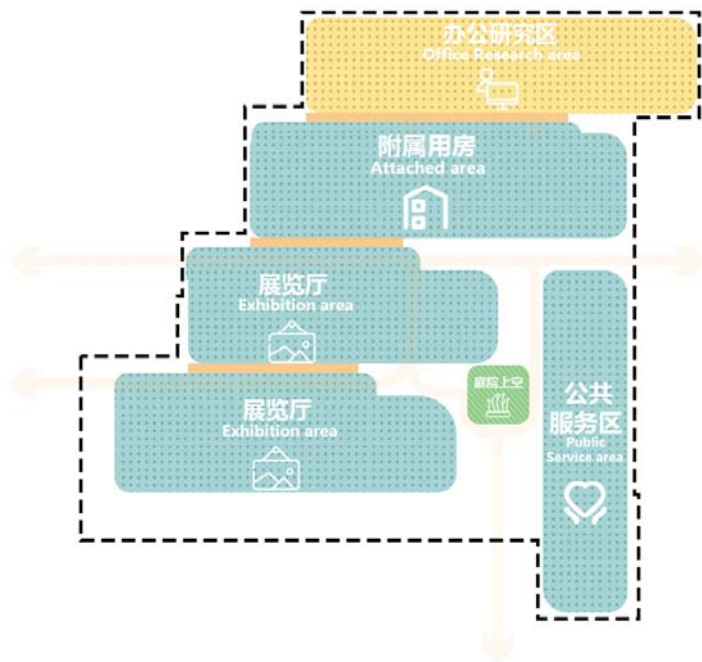 办公研究区
Office Research area
附属用房
Attached area
展览厅
Exhibition area
庭院上空
展览厅
Exhibition area
公共
服务区
Public
Service area